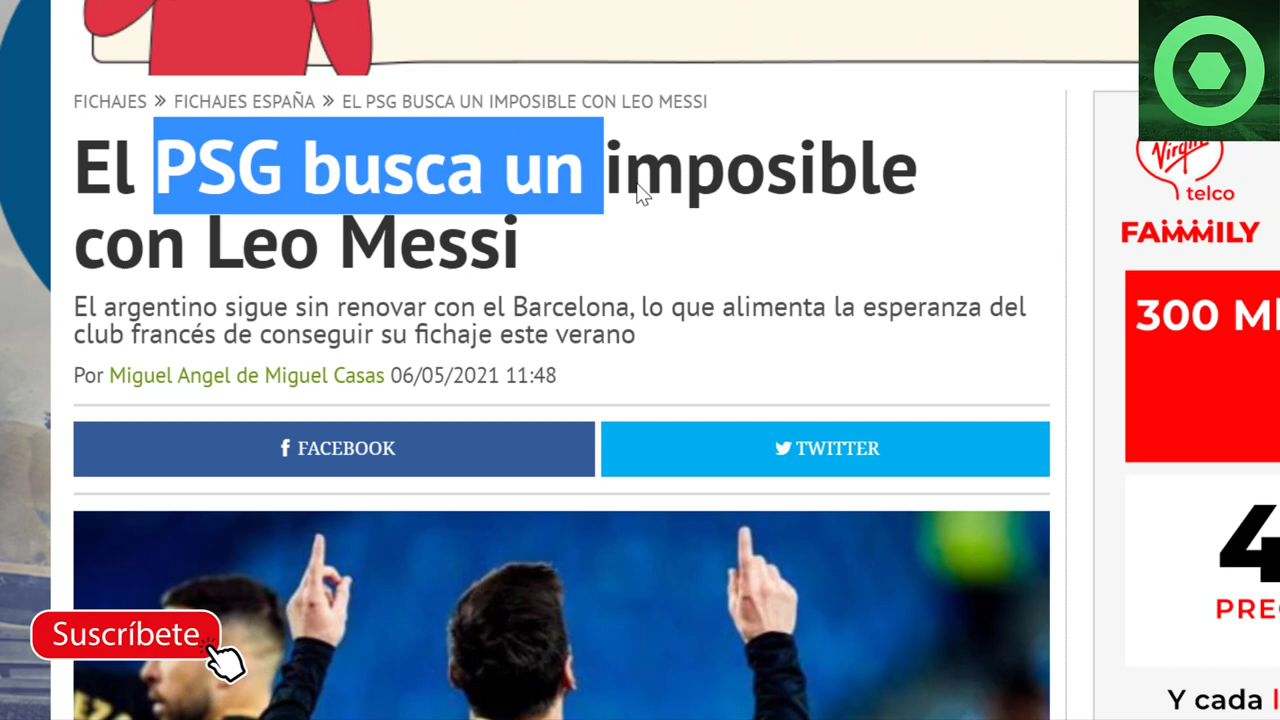 FICHAJES » FICHAJES ESPAÑA » EL PSG BUSCA UN IMPOSIBLE CON LEO MESSI
El PSG busca un imposible
con Leo Messi
El argentino sigue sin renovar con el Barcelona, lo que alimenta la esperanza del
club francés de conseguir su fichaje este verano
Por Miguel Angel de Miguel Casas 06/05/2021 11:48
FACEBOOK
TWITTER
Suscríbete
Virgin
telco
FAMMILY
300
4
Y cada